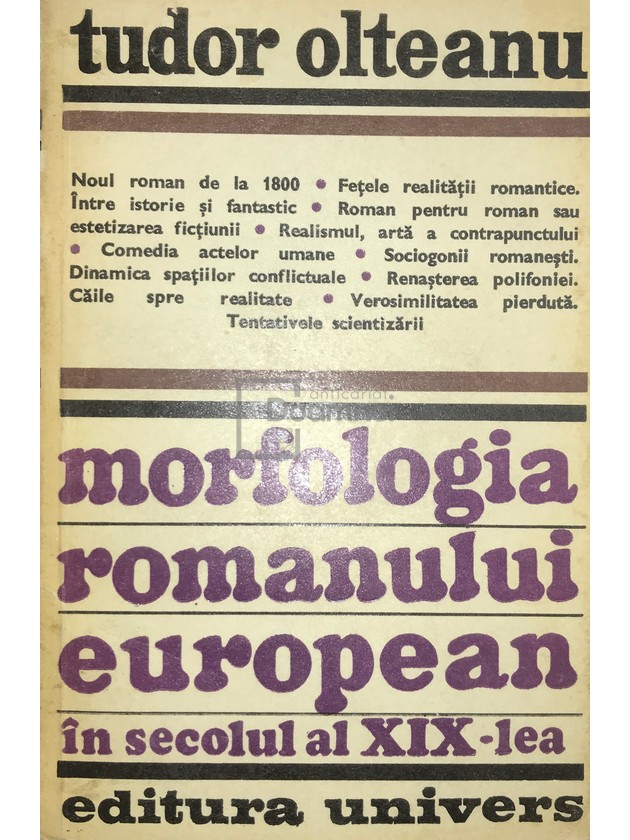 tudor olteanu
Noul roman de la 1800 • Fețele realității romantice.
Între istorie și fantastic • Roman pentru roman sau
estetizarea ficțiunii • Realismul, artă a contrapunctului
• Comedia actelor umane • Sociogonii romanești.
Dinamica spațiilor conflictuale • Renașterea polifoniei.
Căile spre realitate • Verosimilitatea pierdută.
Tentativele scientizării
anticariat.
morfologia
romanului
european
în secolul al XIX-lea
editura univers